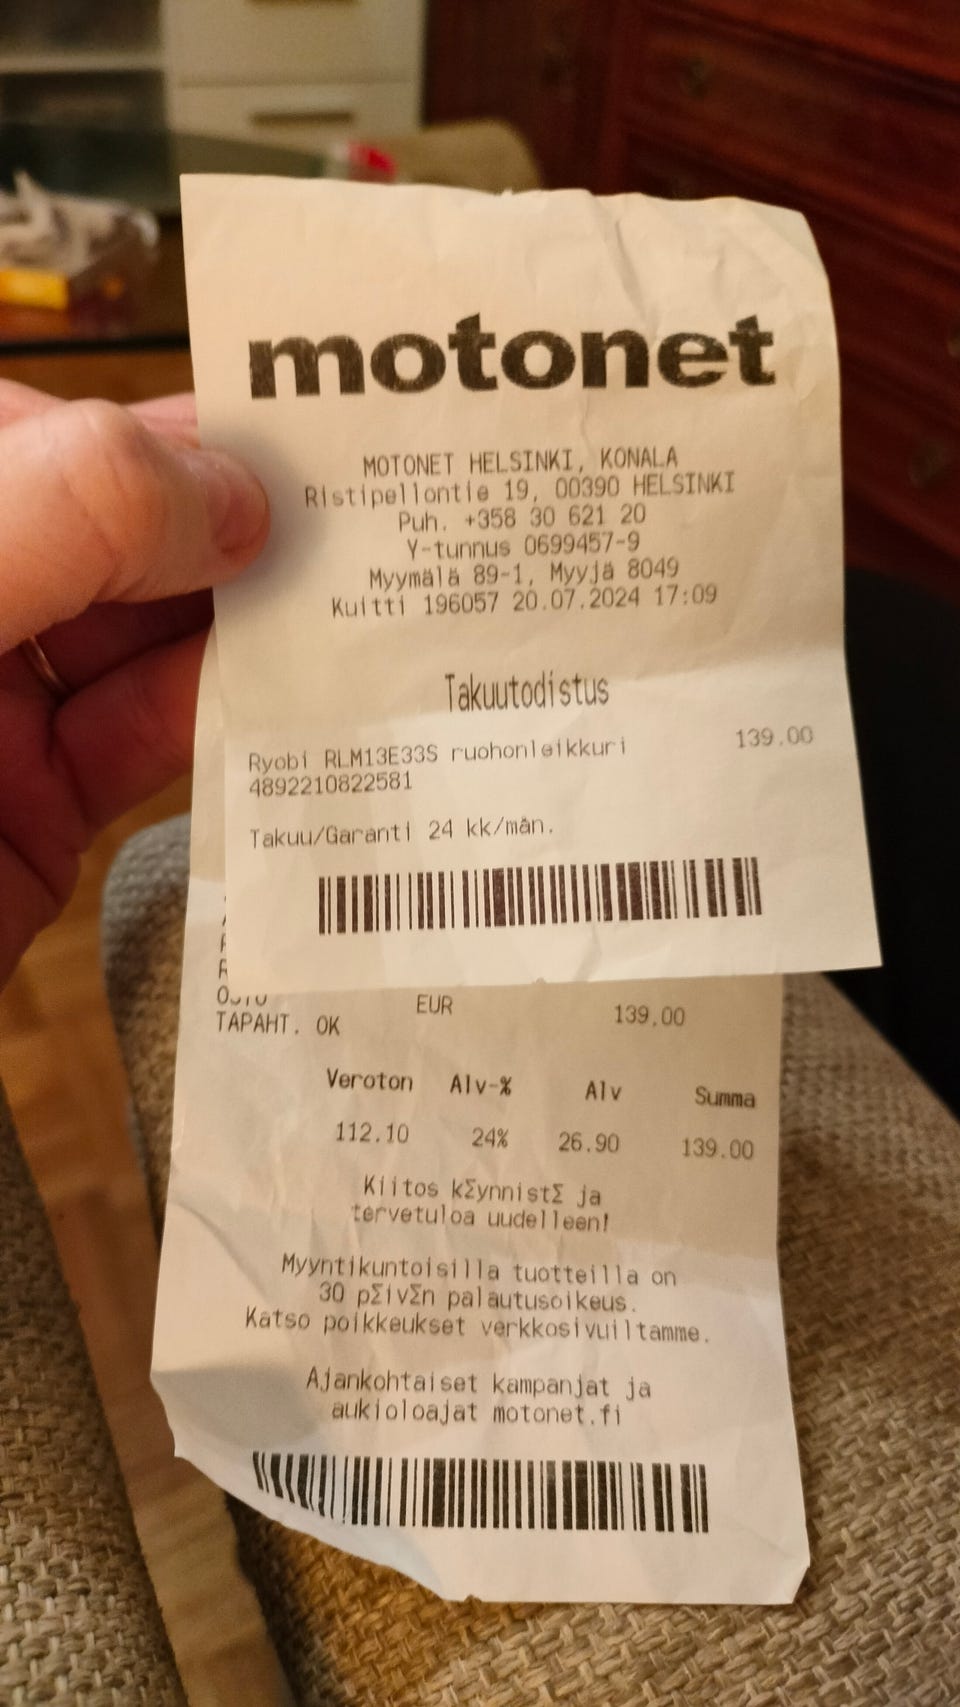 motonet
MOTONET HELSINKI, KONALA
Ristipellontie 19, 00390 HELSINKI
Puh. +358 30 621 20
Y-tunnus 0699457-9
Myymälä 89-1, Myyjä 8049
Kuitti 196057 20.07.2024 17:09
Takuutodistus
Ryobi RLM13E33S ruohonleikkuri 139.00
4892210822581
Takuu/Garanti 24 kk/mån.
EUR 139.00
TAPAHT. OK
Veroton Alv-% Alv Summa
112.10 24% 26.90 139.00
Kiitos kΣynnistΣ ja
tervetuloa uudelleen!
Myyntikuntoisilla tuotteilla on
30 pΣivΣn palautusoikeus.
Katso poikkeukset verkkosivuiltamme.
Ajankohtaiset kampanjat ja
aukioloajat motonet.fi